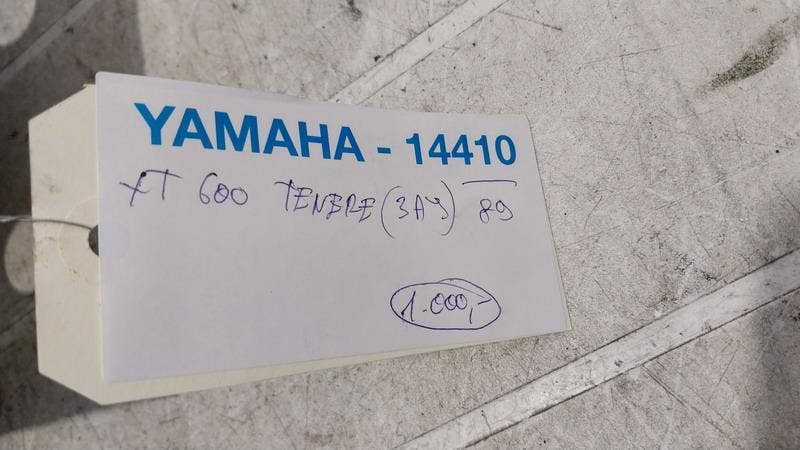 YAMAHA - 14410
XT 600 TENERE (3AY) 89
1.000,-